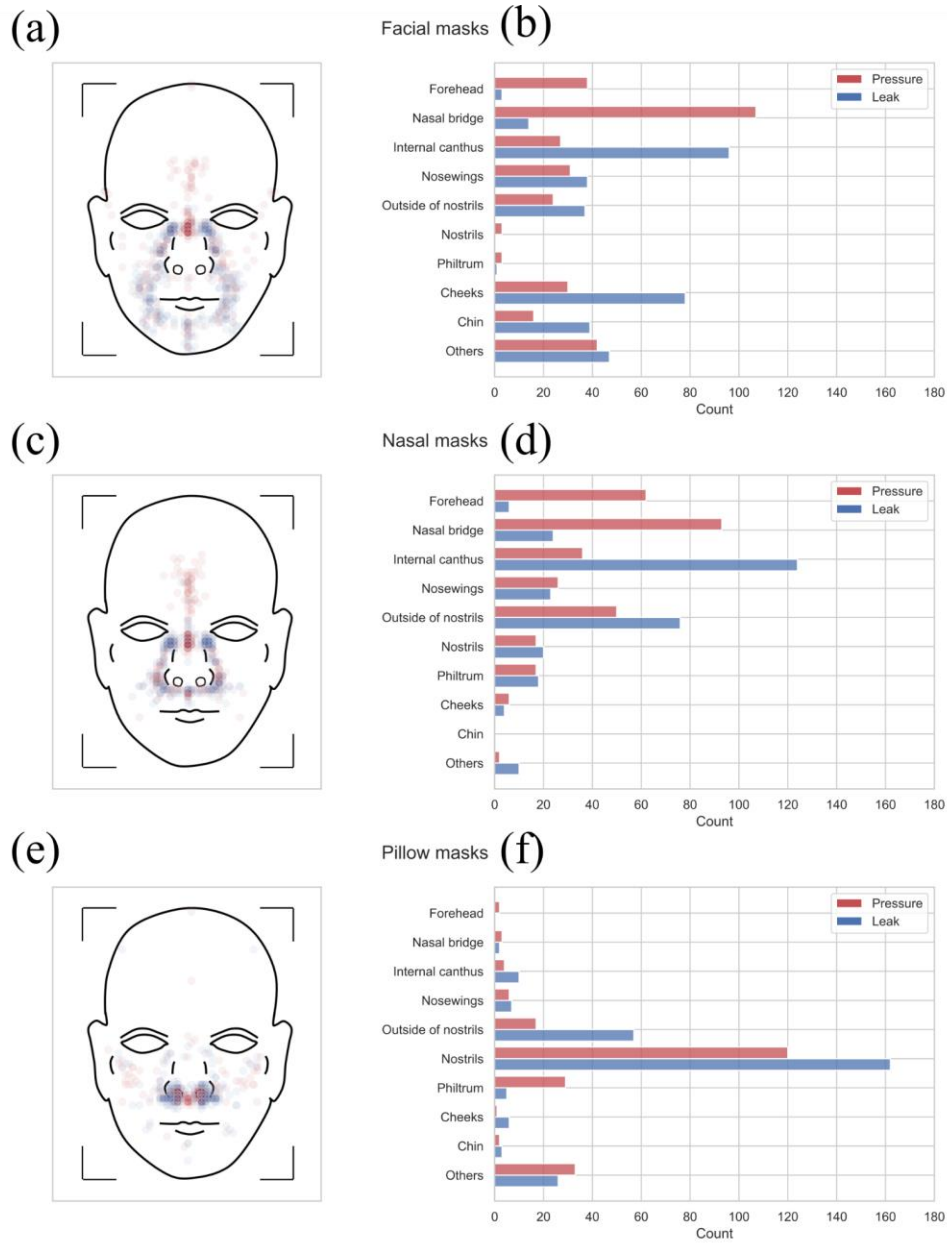 (a)
Facial masks (b)
Pressure
Leak
Forehead
Nasal bridge
Internal canthus
Nosewings
Outside of nostrils
Nostrils
Philtrum
Cheeks
Chin
Others
0 20 40 60 80 100 120 140 160 180
Count
(c)
Nasal masks (d)
Pressure
Leak
Forehead
Nasal bridge
Internal canthus
Nosewings
Outside of nostrils
Nostrils
Philtrum
Cheeks
Chin
Others
0 20 40 60 80 100 120 140 160 180
Count
(e)
Pillow masks (f)
Pressure
Leak
Forehead
Nasal bridge
Internal canthus
Nosewings
Outside of nostrils
Nostrils
Philtrum
Cheeks
Chin
Others
0 20 40 60 80 100 120 140 160 180
Count